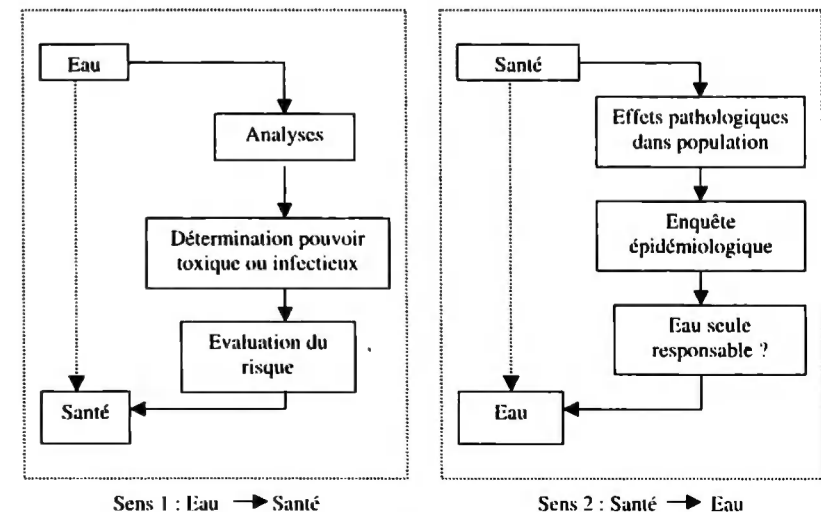 Eau
Analyses
Détermination pouvoir
toxique ou infectieux
Evaluation du
risque
Santé
Sens 1 : Eau → Santé
Santé
Effets pathologiques
dans population
Enquête
épidémiologique
Eau seule
responsable ?
Eau
Sens 2 : Santé → Eau